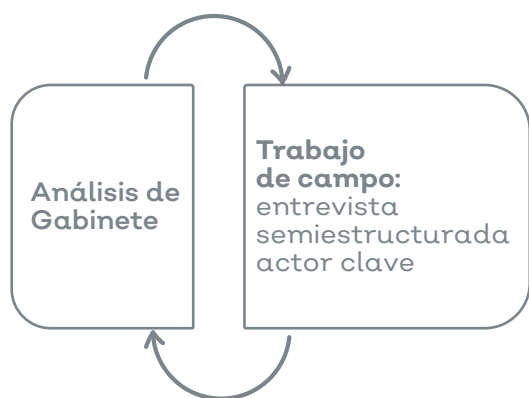 Análisis de
Gabinete
Trabajo
de campo:
entrevista
semiestructurada
actor clave